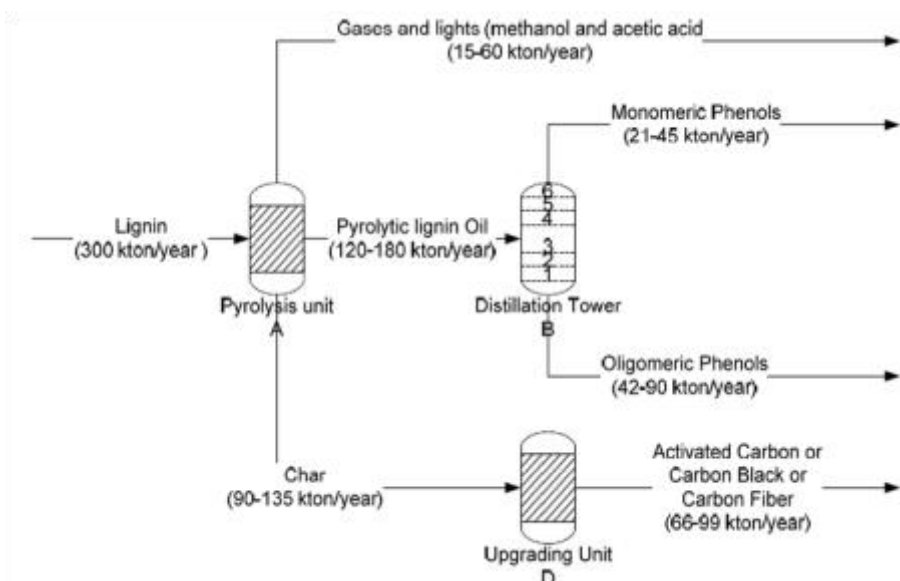 Gases and lights (methanol and acetic acid
(15-60 kton/year)
Monomeric Phenols
(21-45 kton/year)
6
5
4
3
2
1
Lignin
(300 kton/year )
Pyrolytic lignin Oil
(120-180 kton/year)
Pyrolysis unit
A
Distillation Tower
B
Oligomeric Phenols
(42-90 kton/year)
Char
(90-135 kton/year)
Activated Carbon or
Carbon Black or
Carbon Fiber
(66-99 kton/year)
Upgrading Unit
D